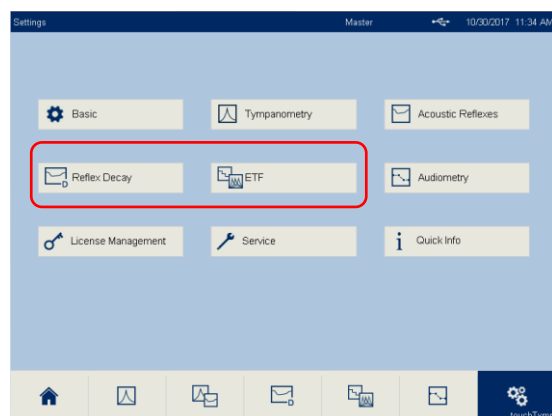 Settings Master 10/30/2017 11:34 AM
Basic Tympanometry Acoustic Reflexes
Reflex Decay ETF Audiometry
License Management Service Quick Info
D